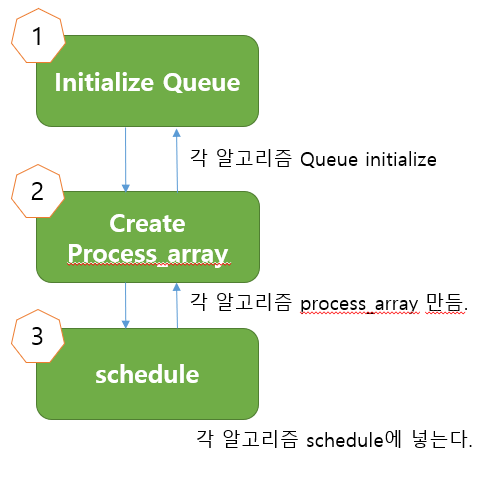 1
Initialize Queue
각 알고리즘 Queue initialize
2
Create
Process_array
각 알고리즘 process_array 만듬.
3
schedule
각 알고리즘 schedule에 넣는다.